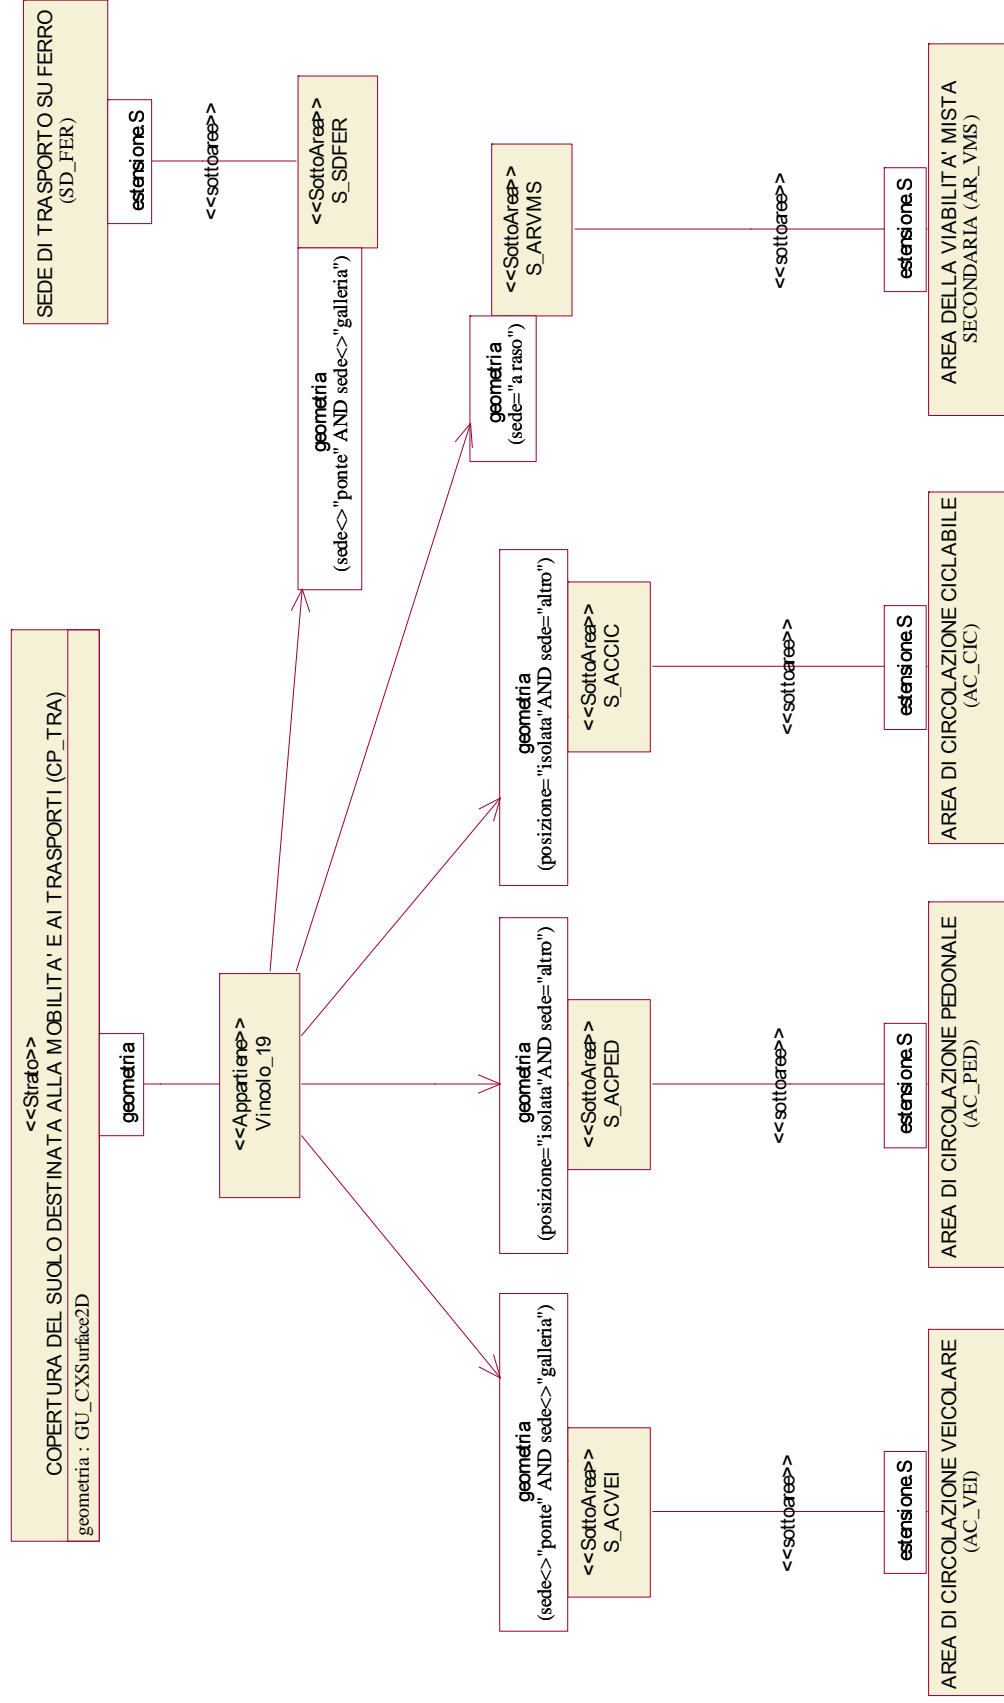 <<Strato>>
COPERTURA DEL SUOLO DESTINATA ALLA MOBILITA' E AI TRASPORTI (CP_TRA)
geometria : GU_CXSurface2D
geometria
<<Appartiene>>
Vincolo_19
SEDE DI TRASPORTO SU FERRO
(SD_FER)
estensione.S
<<sottoaree>>
<<SottoArea>>
S_SDFER
geometria
(sede<>"ponte" AND sede<>"galleria")
geometria
(sede<>"ponte" AND sede<>"galleria")
<<SottoArea>>
S_ACVEI
<<sottoaree>>
estensione.S
AREA DI CIRCOLAZIONE VEICOLARE
(AC_VEI)
geometria
(posizione="isolata"AND sede="altro")
<<SottoArea>>
S_ACPED
<<sottoaree>>
estensione.S
AREA DI CIRCOLAZIONE PEDONALE
(AC_PED)
geometria
(posizione="isolata"AND sede="altro")
<<SottoArea>>
S_ACCIC
<<sottoaree>>
estensione.S
AREA DI CIRCOLAZIONE CICLABILE
(AC_CIC)
geometria
(sede="a raso")
<<SottoArea>>
S_ARVMS
<<sottoaree>>
estensione.S
AREA DELLA VIABILITA' MISTA
SECONDARIA (AR_VMS)